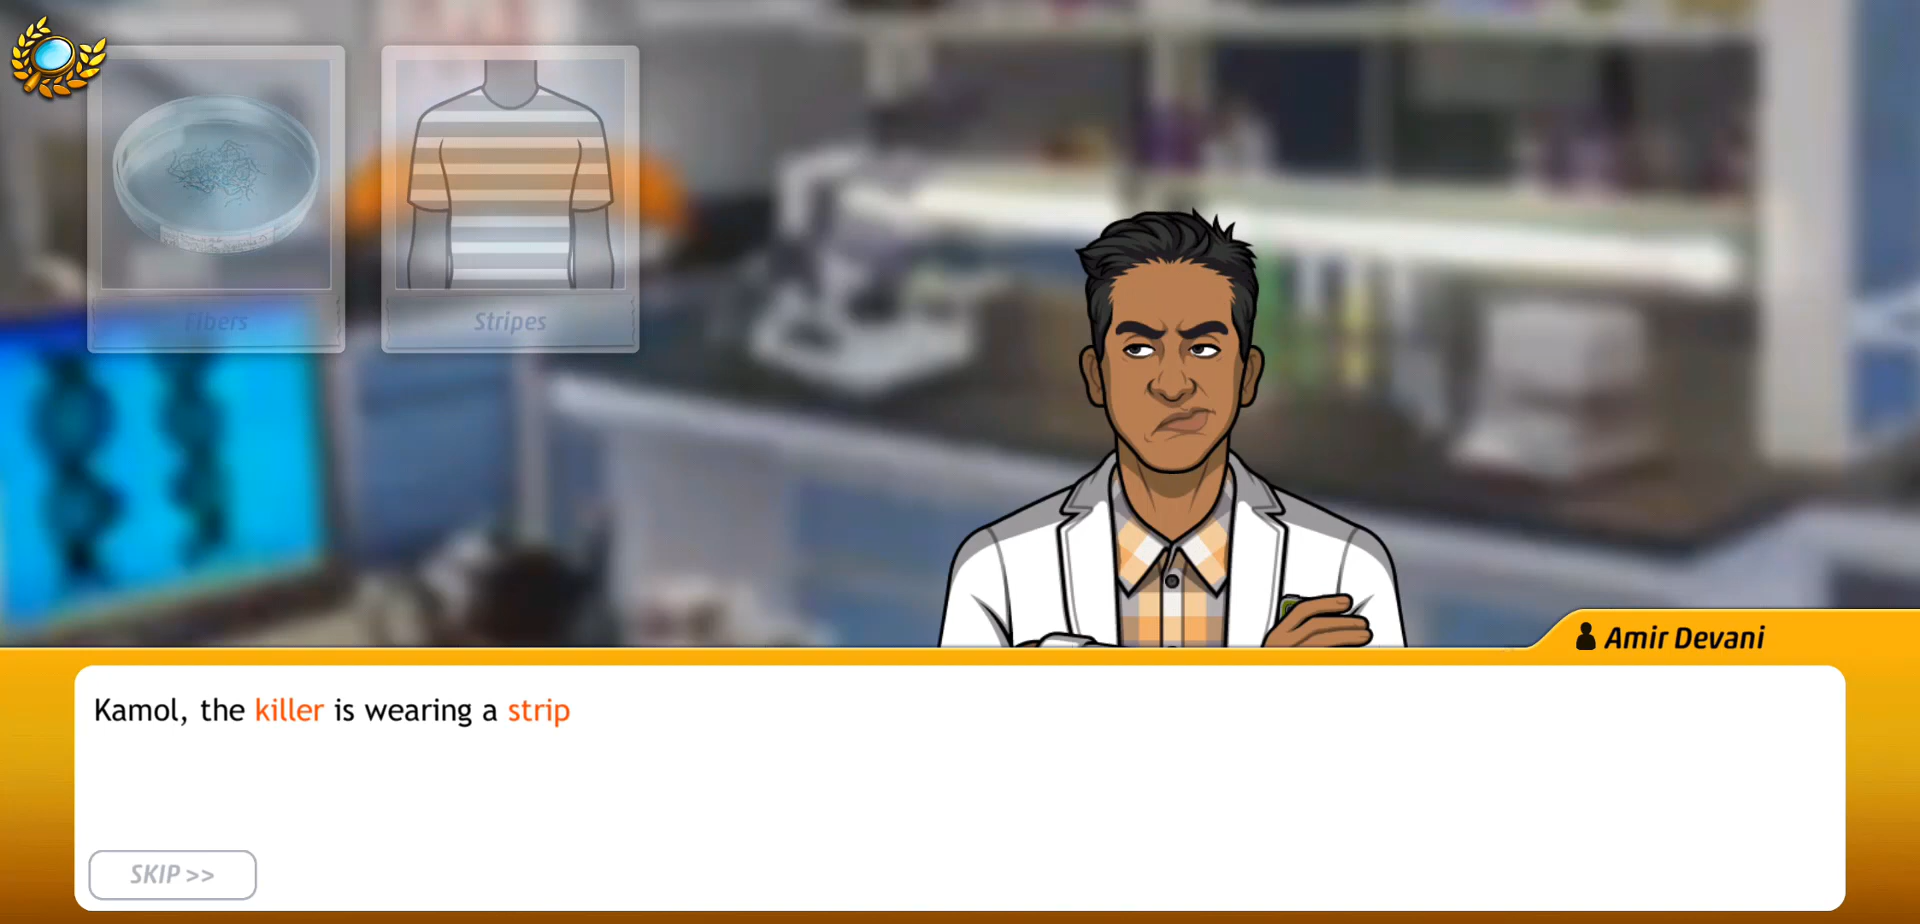 Fibers
Stripes
Amir Devani
Kamol, the killer is wearing a strip
SKIP >>